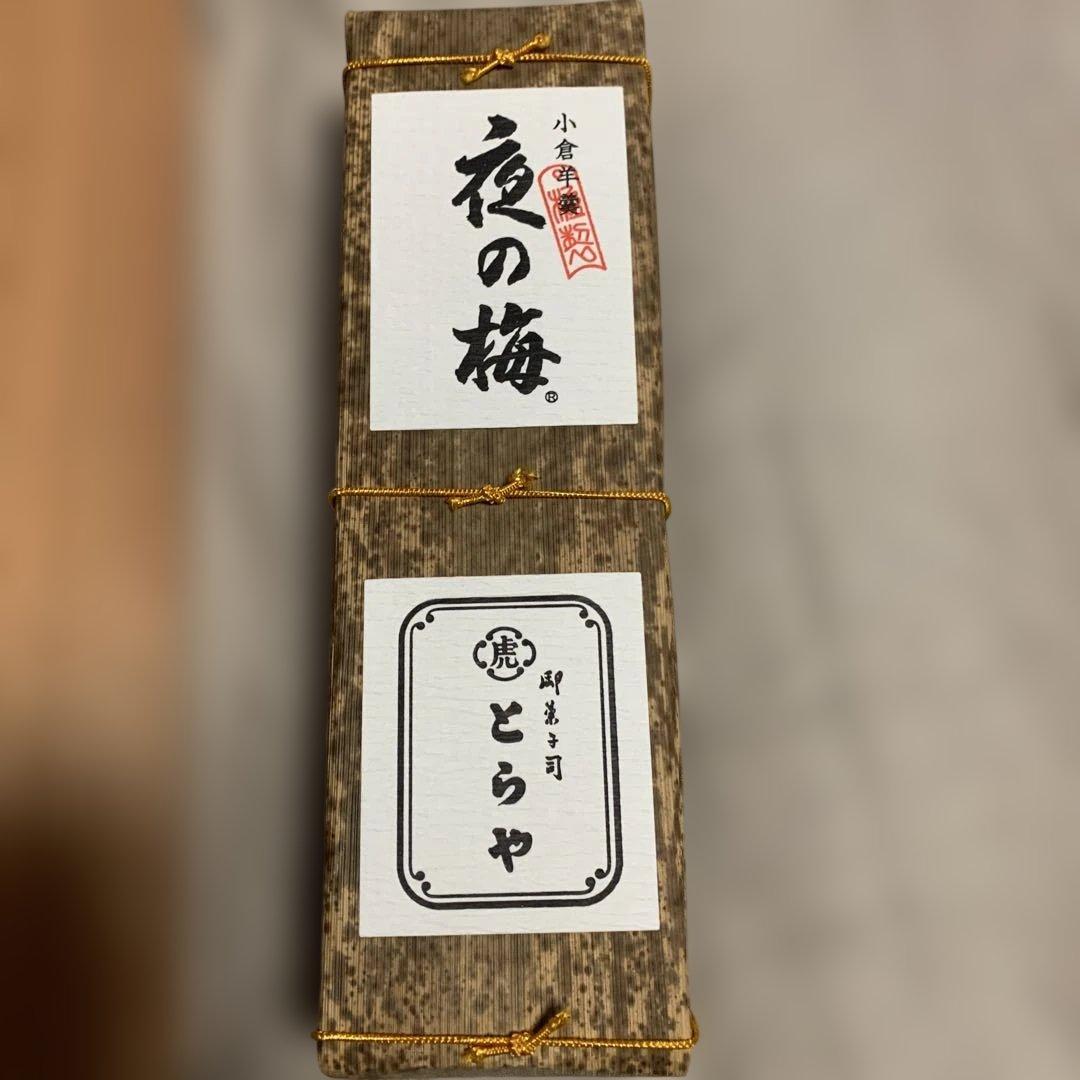 小倉羊羹
夜の梅®
御菓子司
虎
とらや